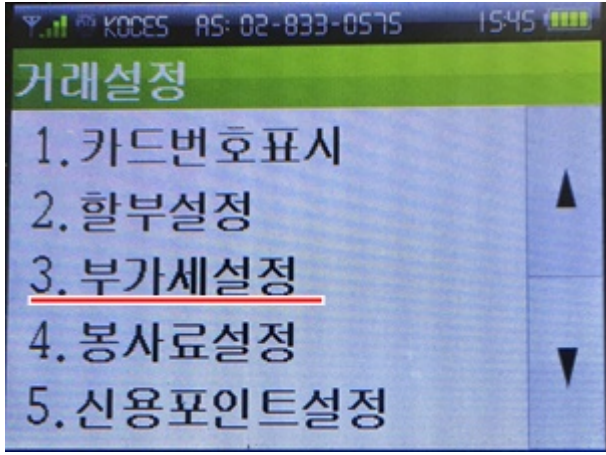 KOCES AS: 02-833-0575 15:45
거래설정
1.카드번호표시
2.할부설정
3.부가세설정
4.봉사료설정
5.신용포인트설정